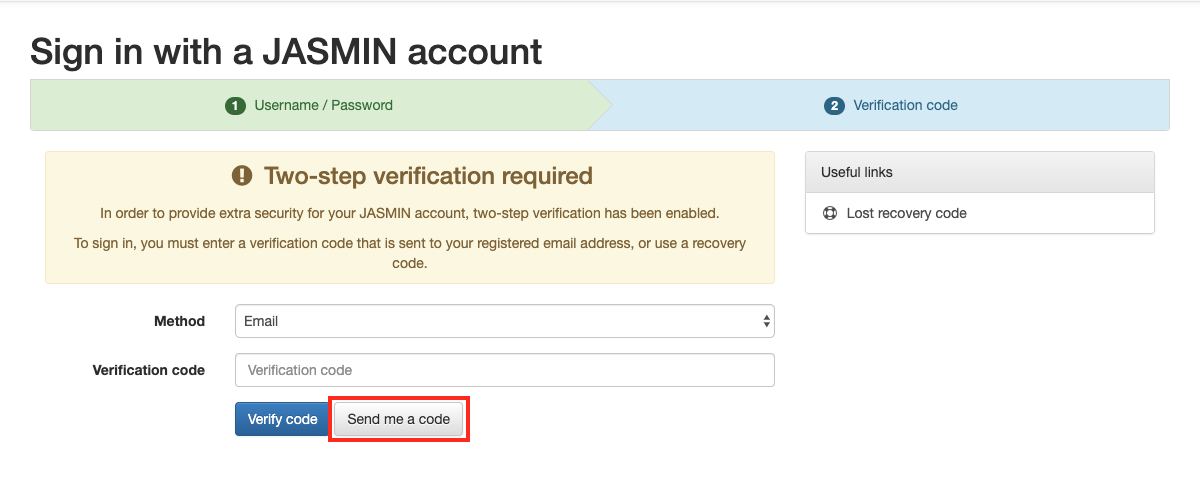 Sign in with a JASMIN account
1 Username / Password
2 Verification code
! Two-step verification required
In order to provide extra security for your JASMIN account, two-step verification has been enabled.
To sign in, you must enter a verification code that is sent to your registered email address, or use a recovery
code.
Useful links
Lost recovery code
Method
Email
Verification code
Verification code
Verify code
Send me a code